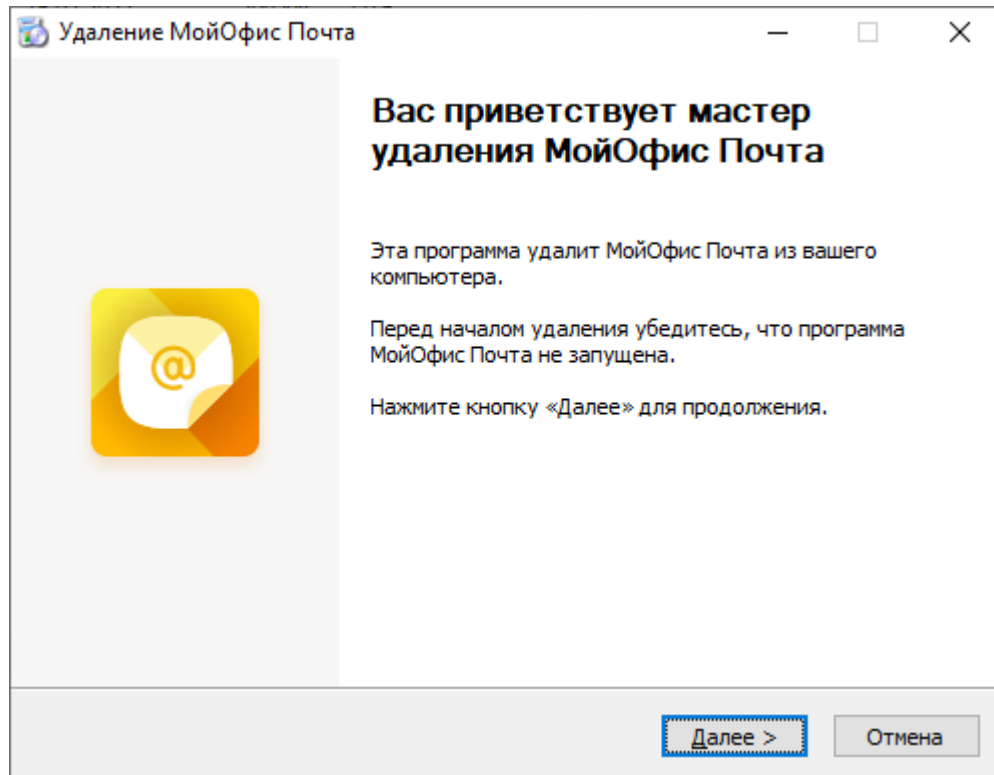 Удаление МойОфис Почта
Вас приветствует мастер
удаления МойОфис Почта
Эта программа удалит МойОфис Почта из вашего
компьютера.
Перед началом удаления убедитесь, что программа
МойОфис Почта не запущена.
Нажмите кнопку «Далее» для продолжения.
@
Далее >
Отмена